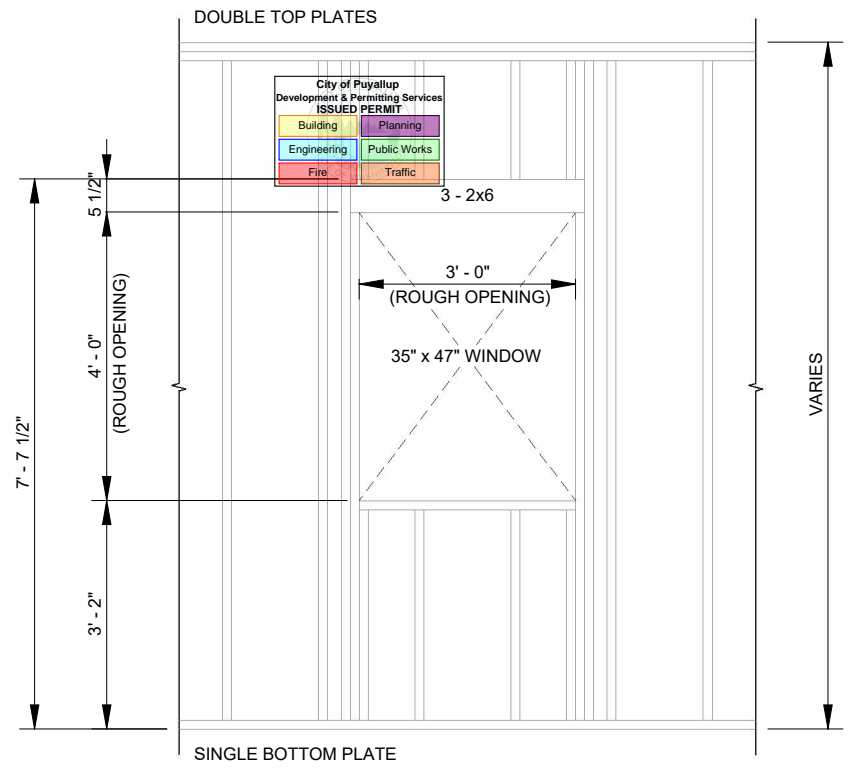 DOUBLE TOP PLATES
City of Puyallup
Development & Permitting Services
ISSUED PERMIT
Building
Planning
Engineering
Public Works
Fire
Traffic
5 1/2"
3 - 2x6
3' - 0"
(ROUGH OPENING)
4' - 0"
(ROUGH OPENING)
35" x 47" WINDOW
VARIES
7' - 7 1/2"
3' - 2"
SINGLE BOTTOM PLATE